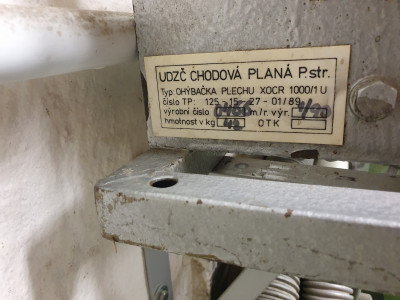 UDZČ CHODOVÁ PLANÁ P.str.
Typ: OHÝBAČKA PLECHU XOCR 1000/1 U
číslo TP: 125-15-27-01/89
výrobní číslo m/r. výr.
hmotnost v kg 43 OTK